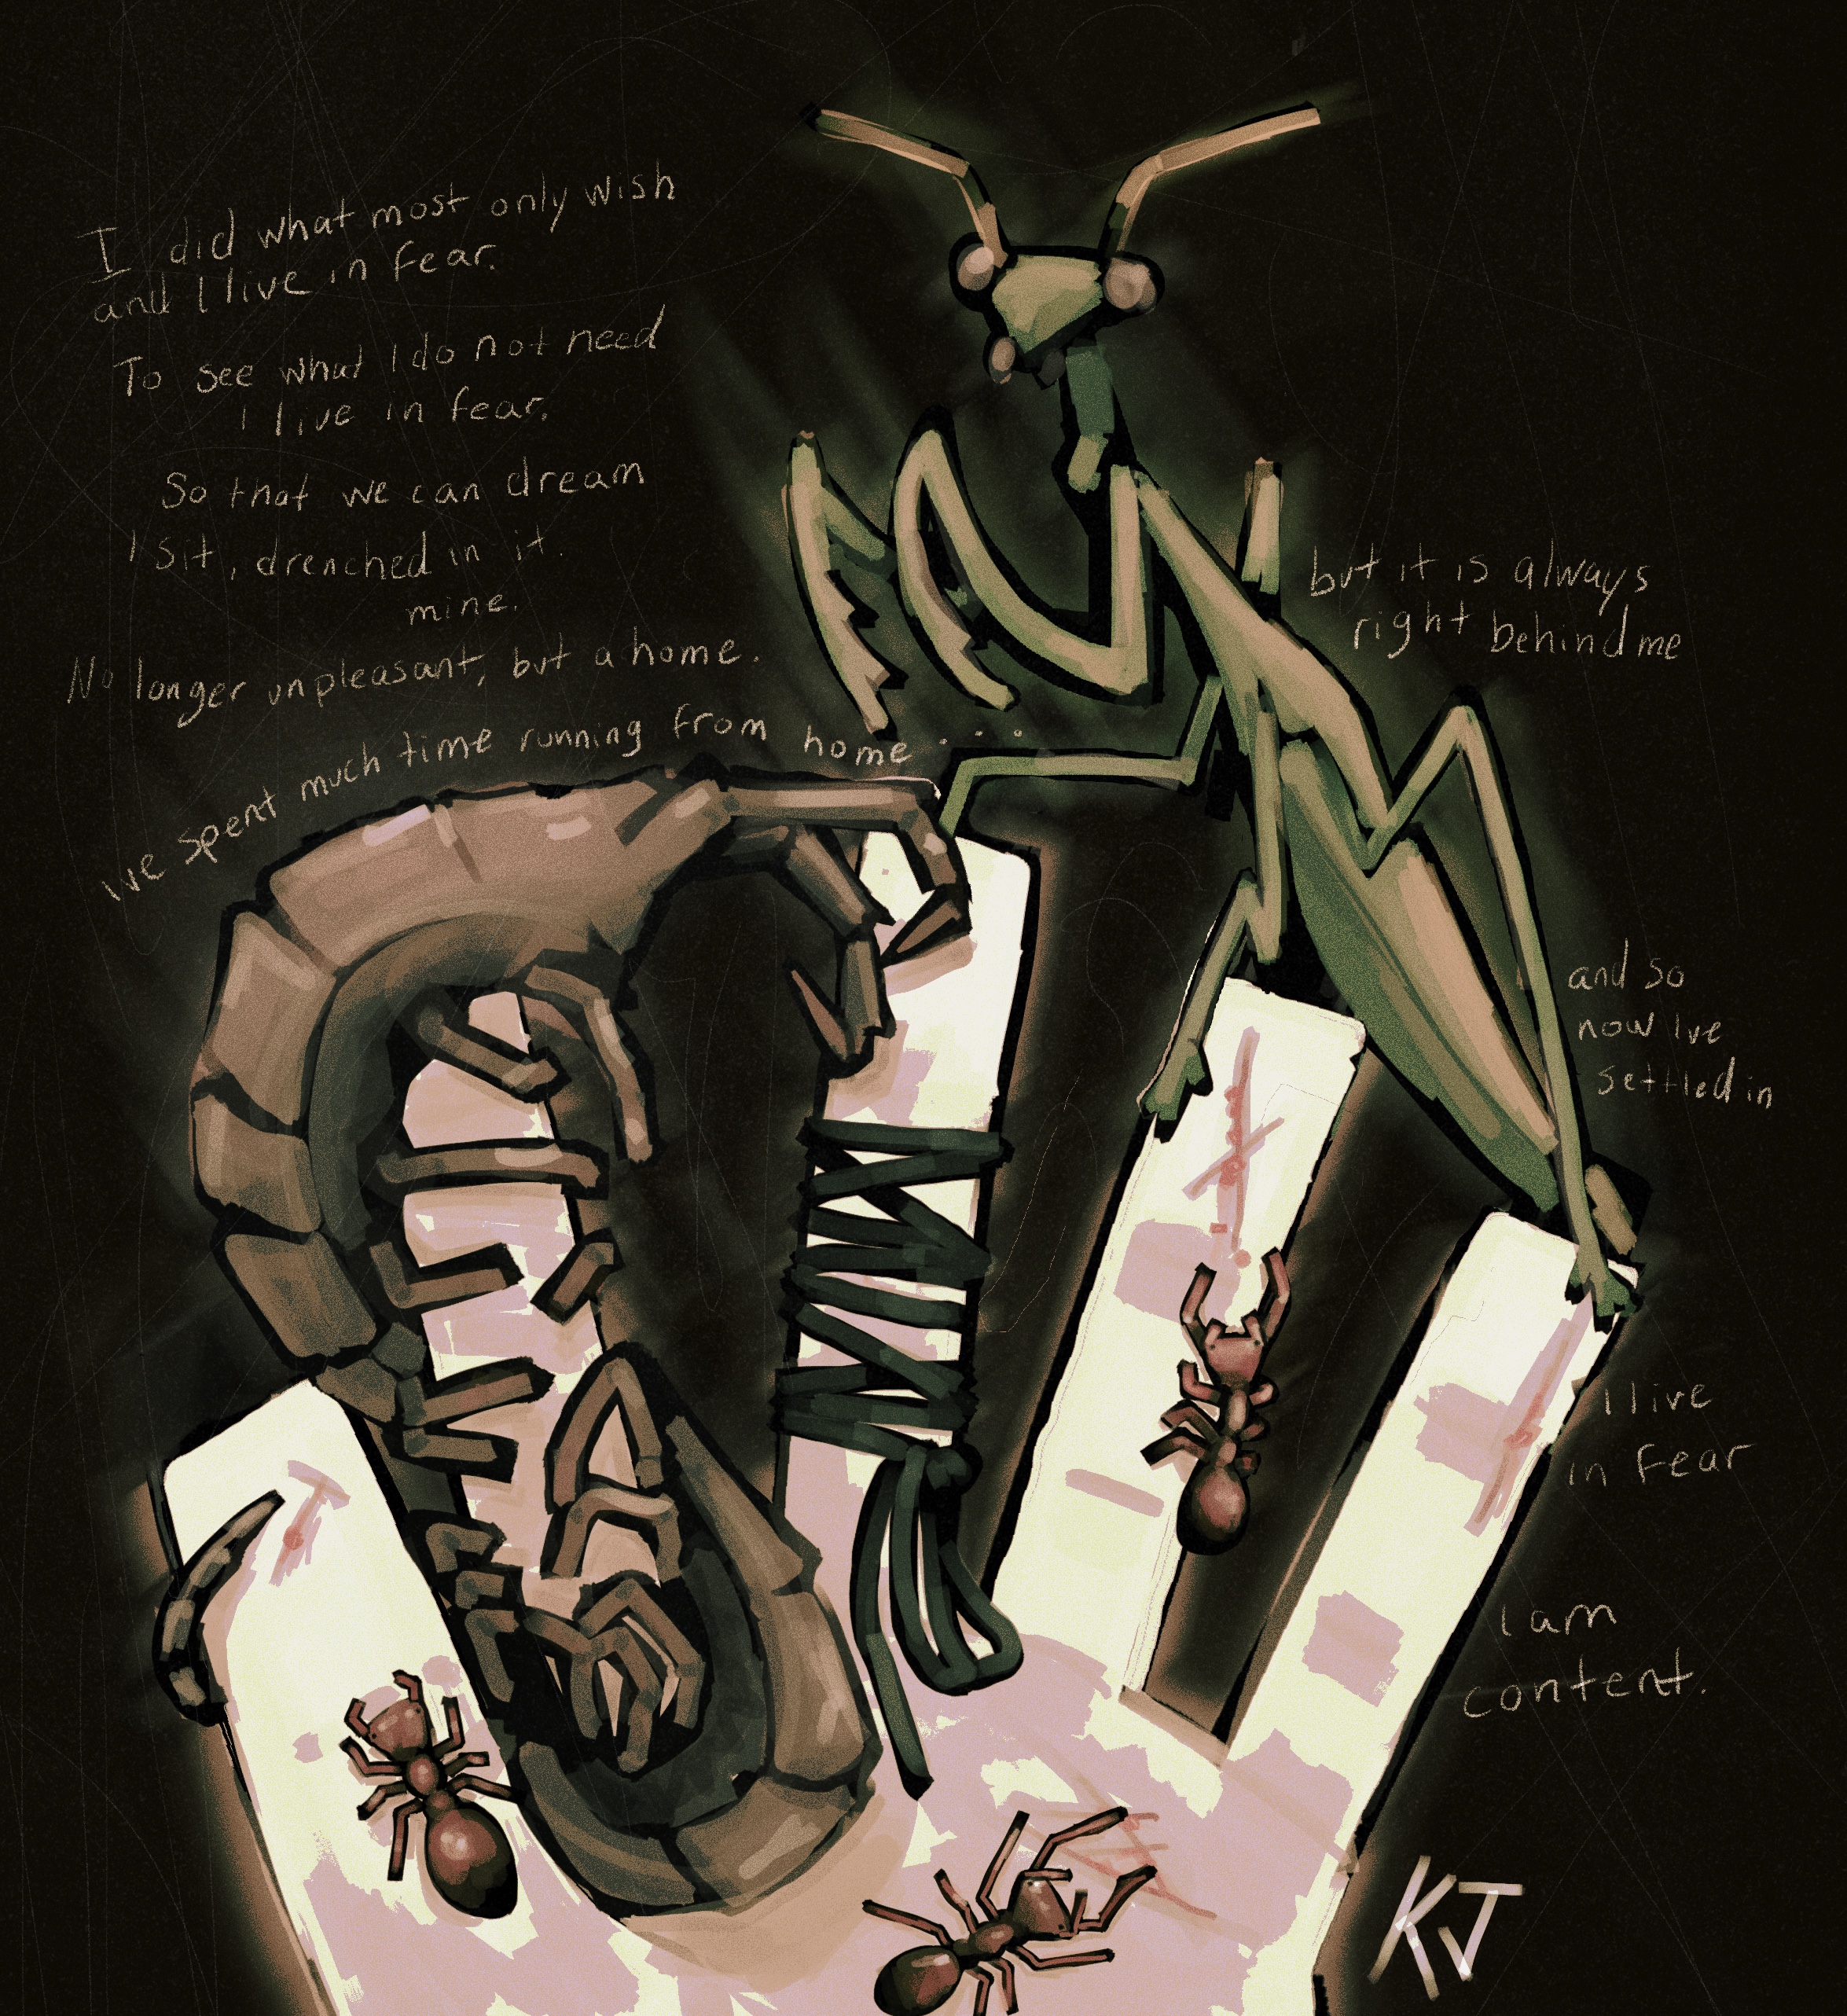 I did what most only wish
and I live in fear.
To see what I do not need
I live in fear.
So that we can dream
I sit, drenched in it.
mine.
No longer unpleasant, but a home.
we spent much time running from home...
but it is always
right behind me
and so
now Ive
settled in
I live
in fear
I am
content.
KJ